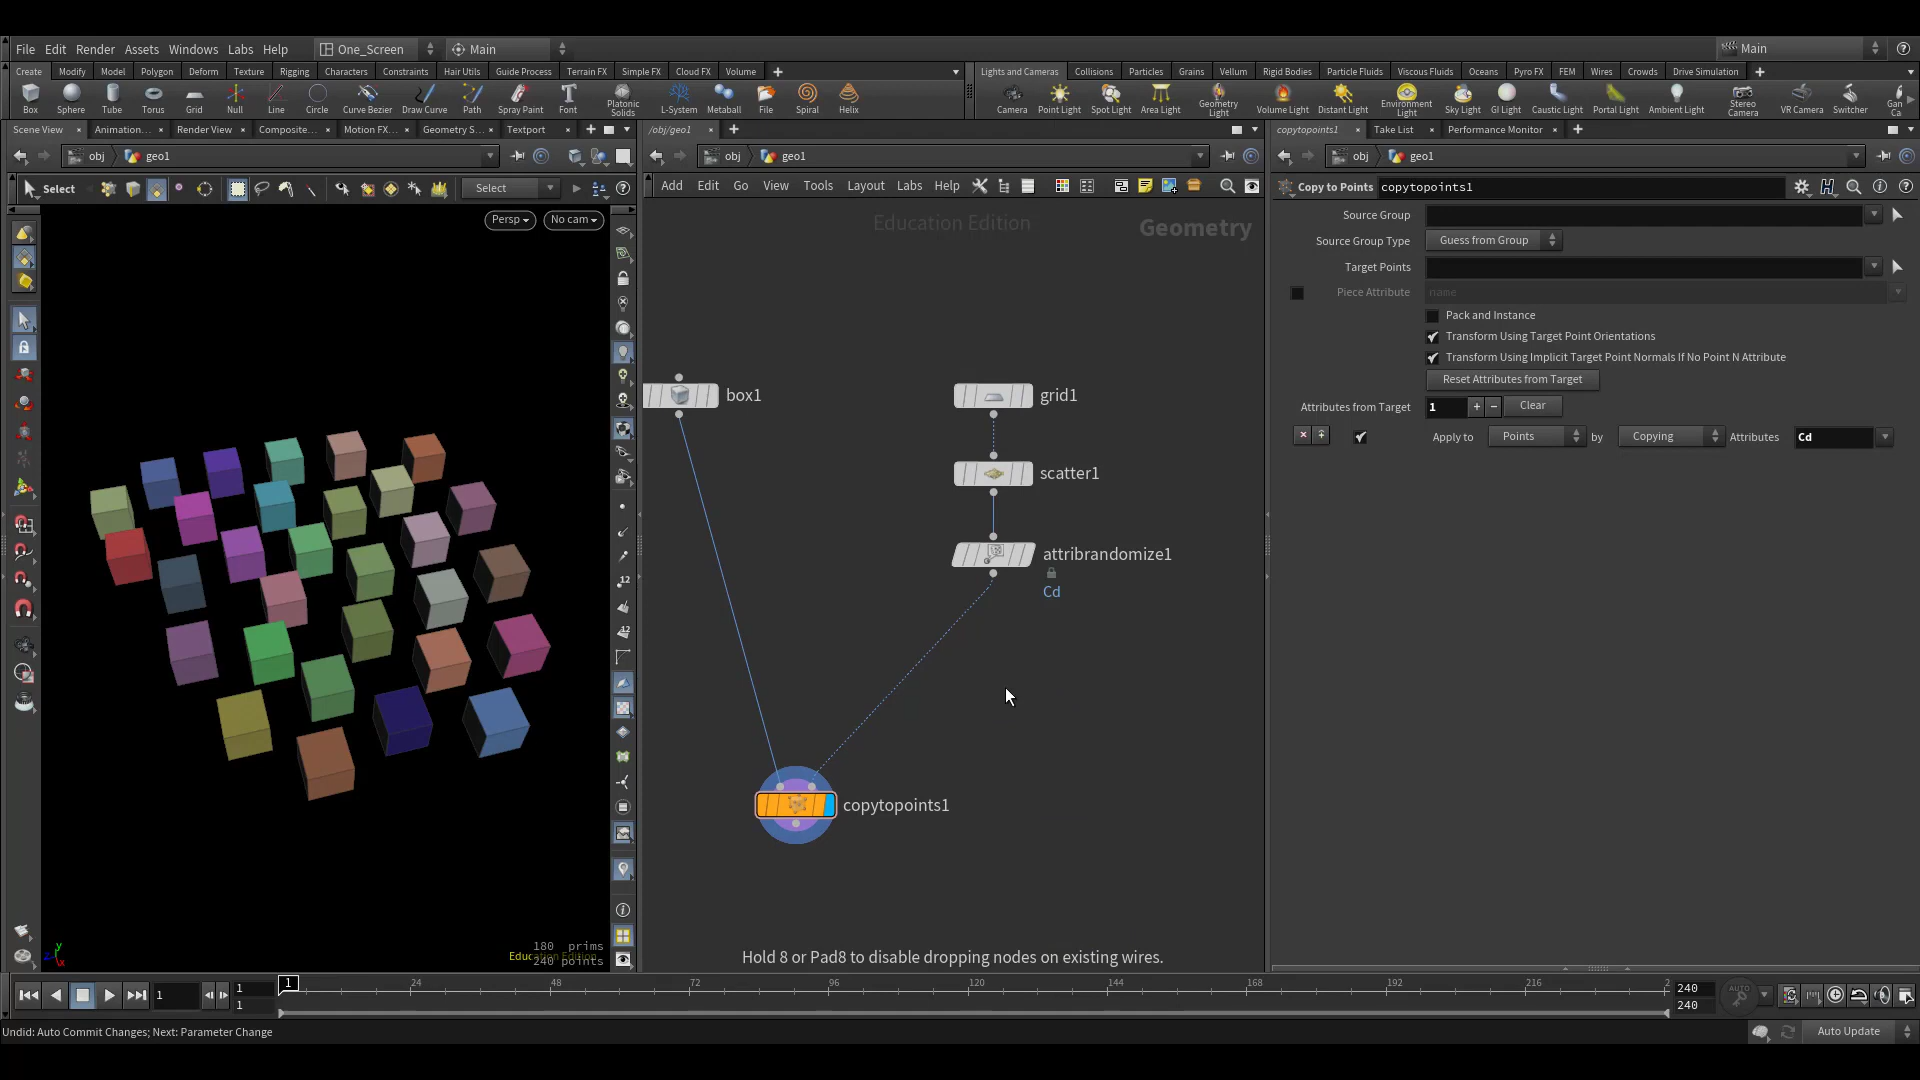 File Edit Render Assets Windows Labs Help One_Screen Main Main
Create Modify Model Polygon Deform Texture Rigging Characters Constraints Hair Utils Guide Process Terrain FX Simple FX Cloud FX Volume
Lights and Cameras Collisions Particles Grains Vellum Rigid Bodies Particle Fluids Viscous Fluids Oceans Pyro FX FEM Wires Crowds Drive Simulation
Box Sphere Tube Torus Grid Null Line Circle Curve Bezier Draw Curve Path Spray Paint Font Platonic Solids L-System Metaball File Spiral Helix
Camera Point Light Spot Light Area Light Geometry Light Volume Light Distant Light Environment Light Sky Light GI Light Caustic Light Portal Light Ambient Light Stereo Camera VR Camera Switcher Gan Ca
Scene View Animation... Render View Composite... Motion FX... Geometry S... Textport
/obj/geo1
copytopoints1 Take List Performance Monitor
obj geo1
obj geo1
obj geo1
Select Select
Add Edit Go View Tools Layout Labs Help
Copy to Points copytopoints1
Persp No cam
Education Edition Geometry
Source Group
Source Group Type Guess from Group
Target Points
Piece Attribute name
Pack and Instance
Transform Using Target Point Orientations
Transform Using Implicit Target Point Normals If No Point N Attribute
Reset Attributes from Target
Attributes from Target 1 + − Clear
Apply to Points by Copying Attributes Cd
box1 grid1
scatter1
attribrandomize1
Cd
copytopoints1
12
12
y
z x
180 prims
Education Edition
240 points
Hold 8 or Pad8 to disable dropping nodes on existing wires.
1 1 1 24 48 72 96 120 144 168 192 216 2 240 AUTO
1 240
Undid: Auto Commit Changes; Next: Parameter Change Auto Update